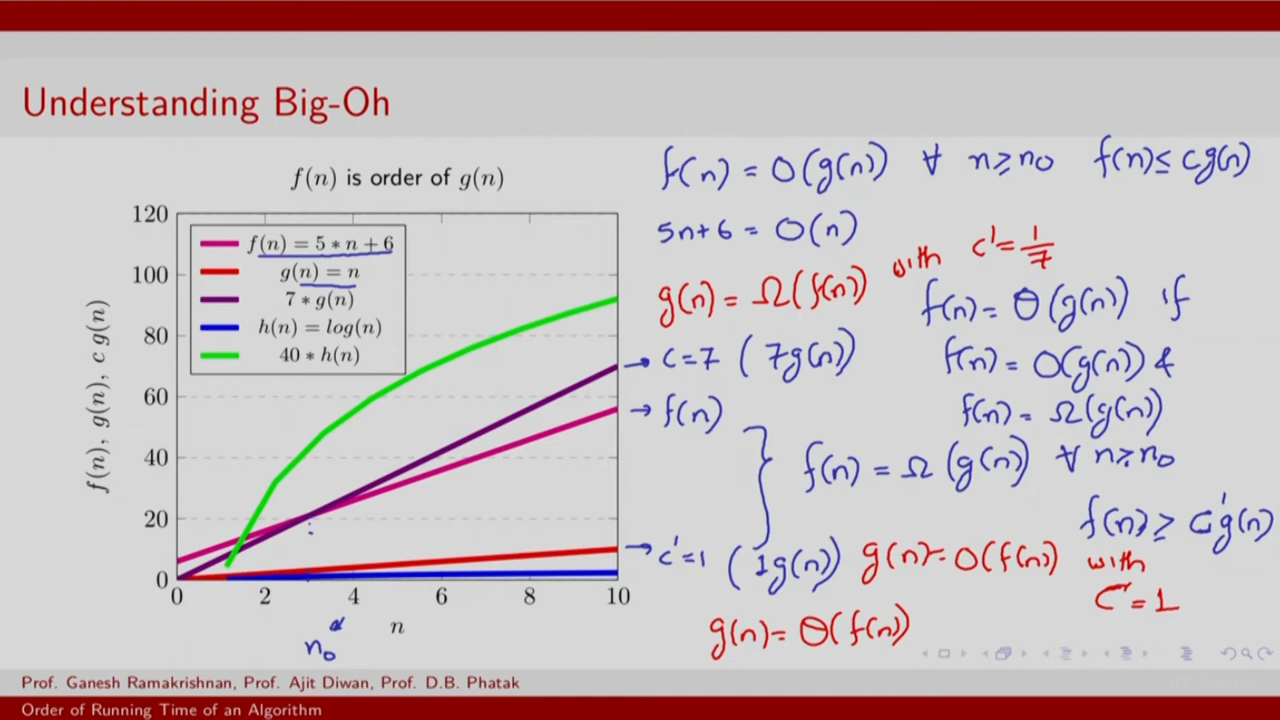 Understanding Big-Oh
f(n) is order of g(n)
f(n) = 5 ∗ n + 6
g(n) = n
7 ∗ g(n)
h(n) = log(n)
40 ∗ h(n)
120
100
80
60
40
20
0
0 2 4 6 8 10
n
f(n), g(n), c g(n)
n₀
f(n) = O(g(n)) ∀ n≥n₀ f(n)≤ cg(n)
5n+6 = O(n)
g(n) = Ω(f(n)) with c'=1/7
f(n) = Θ(g(n)) if
→ c=7 (7g(n))
f(n) = O(g(n)) &
→ f(n)
f(n) = Ω(g(n))
f(n) = Ω(g(n)) ∀ n≥n₀
f(n) ≥ c'g(n)
→ c'=1 (1g(n))
g(n) = O(f(n)) with
C=1
g(n) = Θ(f(n))
Prof. Ganesh Ramakrishnan, Prof. Ajit Diwan, Prof. D.B. Phatak
Order of Running Time of an Algorithm